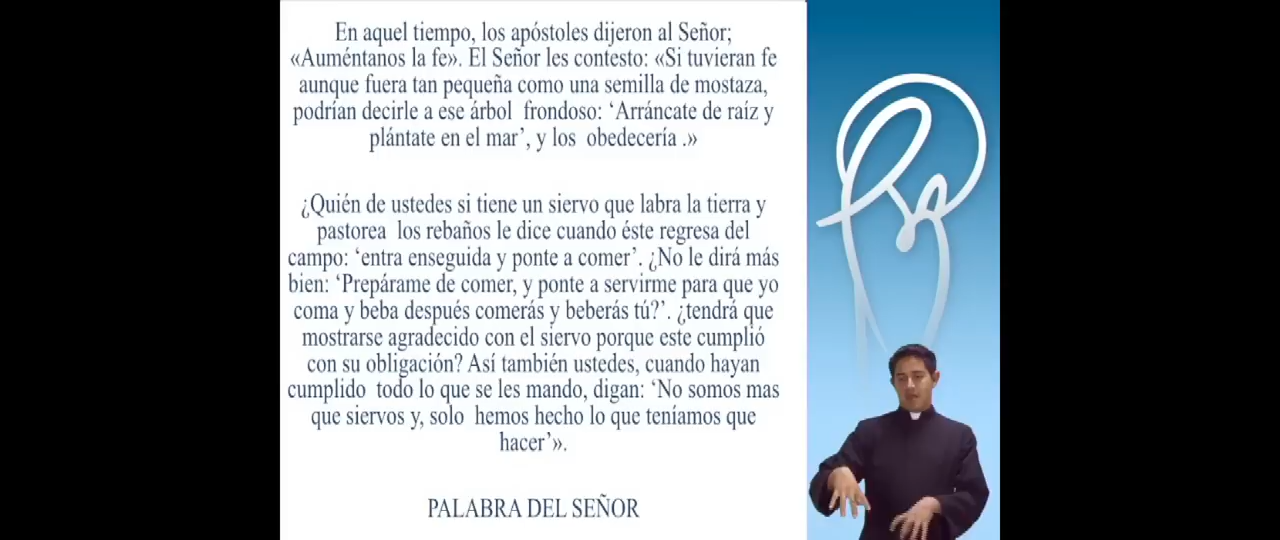 En aquel tiempo, los apóstoles dijeron al Señor;
«Auméntanos la fe». El Señor les contesto: «Si tuvieran fe
aunque fuera tan pequeña como una semilla de mostaza,
podrían decirle a ese árbol frondoso: ‘Arráncate de raíz y
plántate en el mar’, y los obedecería .»
¿Quién de ustedes si tiene un siervo que labra la tierra y
pastorea los rebaños le dice cuando éste regresa del
campo: ‘entra enseguida y ponte a comer’. ¿No le dirá más
bien: ‘Prepárame de comer, y ponte a servirme para que yo
coma y beba después comerás y beberás tú?’. ¿tendrá que
mostrarse agradecido con el siervo porque este cumplió
con su obligación? Así también ustedes, cuando hayan
cumplido todo lo que se les mando, digan: ‘No somos mas
que siervos y, solo hemos hecho lo que teníamos que
hacer’».
PALABRA DEL SEÑOR